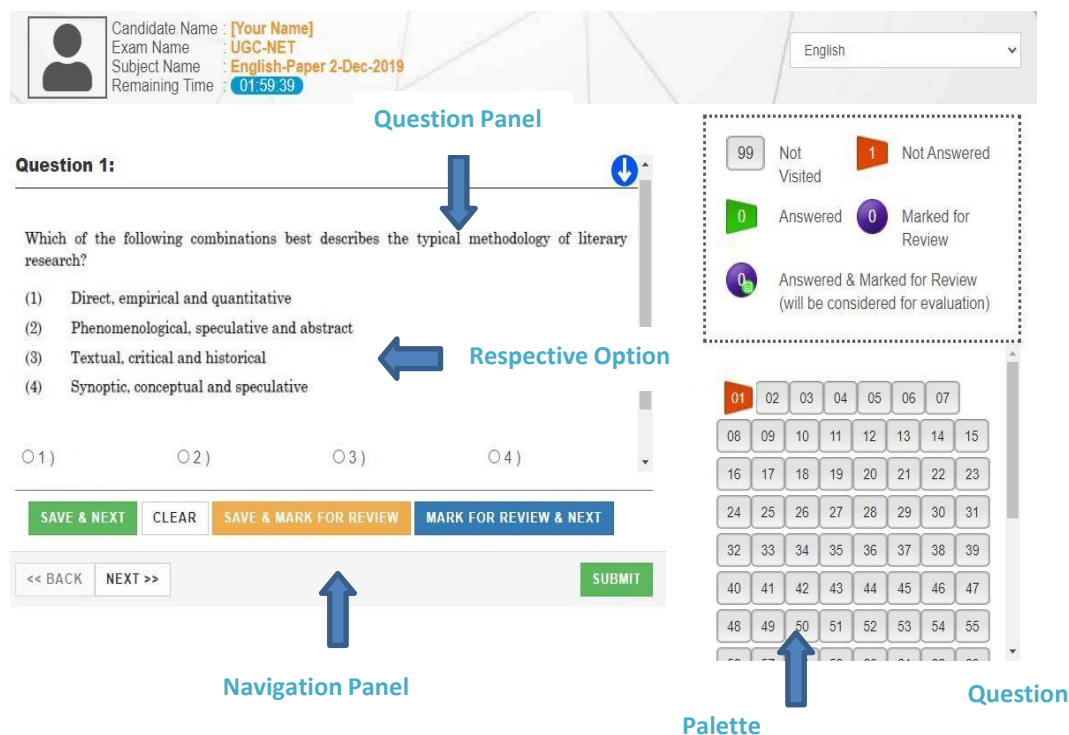 Candidate Name : [Your Name]
Exam Name : UGC-NET
Subject Name : English-Paper 2-Dec-2019
Remaining Time : 01:59:39
English
Question Panel
Question 1:
Which of the following combinations best describes the typical methodology of literary
research?
(1) Direct, empirical and quantitative
(2) Phenomenological, speculative and abstract
(3) Textual, critical and historical
(4) Synoptic, conceptual and speculative
Respective Option
1) 2) 3) 4)
SAVE & NEXT CLEAR SAVE & MARK FOR REVIEW MARK FOR REVIEW & NEXT
<< BACK NEXT >> SUBMIT
Navigation Panel
99 Not
Visited
1 Not Answered
0 Answered
0 Marked for
Review
0 Answered & Marked for Review
(will be considered for evaluation)
01 02 03 04 05 06 07
08 09 10 11 12 13 14 15
16 17 18 19 20 21 22 23
24 25 26 27 28 29 30 31
32 33 34 35 36 37 38 39
40 41 42 43 44 45 46 47
48 49 50 51 52 53 54 55
Question
Palette